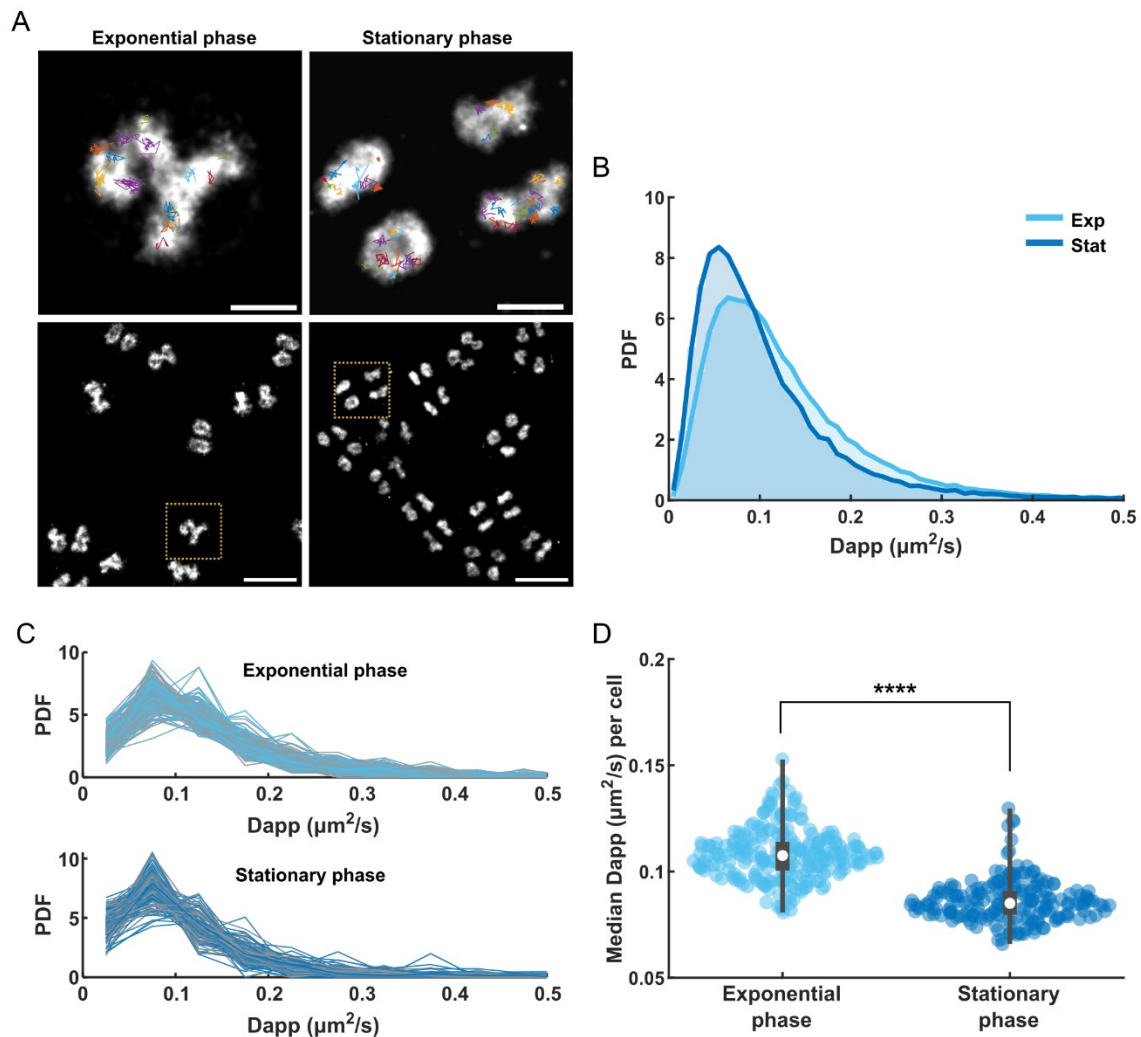 A
Exponential phase
Stationary phase
B
10
8
6
4
2
0
PDF
Exp
Stat
0
0.1
0.2
0.3
0.4
0.5
Dapp (μm²/s)
C
10
5
0
PDF
Exponential phase
0
0.1
0.2
0.3
0.4
0.5
Dapp (μm²/s)
10
5
0
PDF
Stationary phase
0
0.1
0.2
0.3
0.4
0.5
Dapp (μm²/s)
D
0.2
0.15
0.1
0.05
Median Dapp (μm²/s) per cell
****
Exponential
phase
Stationary
phase